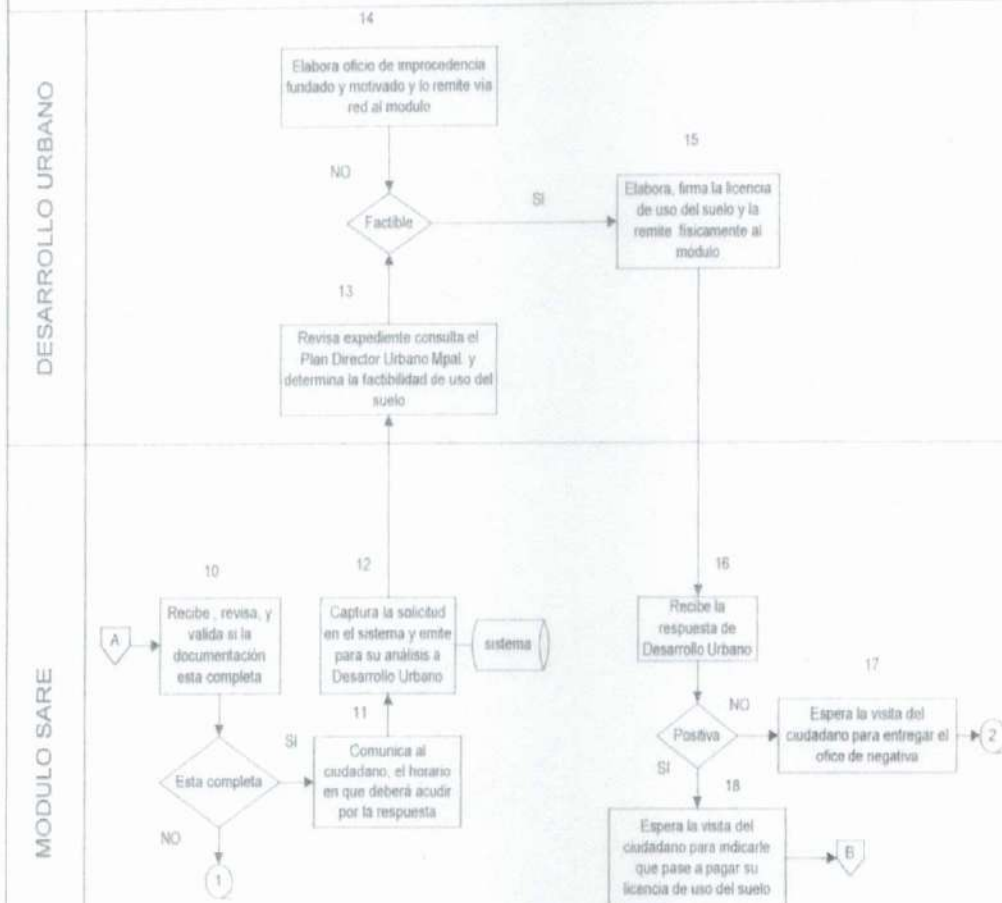 DESARROLLO URBANO
14
Elabora oficio de improcedencia
fundado y motivado y lo remite via
red al modulo
NO
Factible
SI
15
Elabora, firma la licencia
de uso del suelo y la
remite fisicamente al
módulo
13
Revisa expediente consulta el
Plan Director Urbano Mpal. y
determina la factibilidad de uso del
suelo
MODULO SARE
10
Recibe , revisa, y
valida si la
documentación
esta completa
A
12
Captura la solicitud
en el sistema y emite
para su análisis a
Desarrollo Urbano
sistema
11
Comunica al
ciudadano, el horario
en que deberá acudir
por la respuesta
SI
Esta completa
NO
1
16
Recibe la
respuesta de
Desarrollo Urbano
17
NO
Positiva
SI
Espera la visita del
ciudadano para entregar el
ofice de negativa
2
18
Espera la visita del
ciudadano para indicarle
que pase a pagar su
licencia de uso del suelo
B